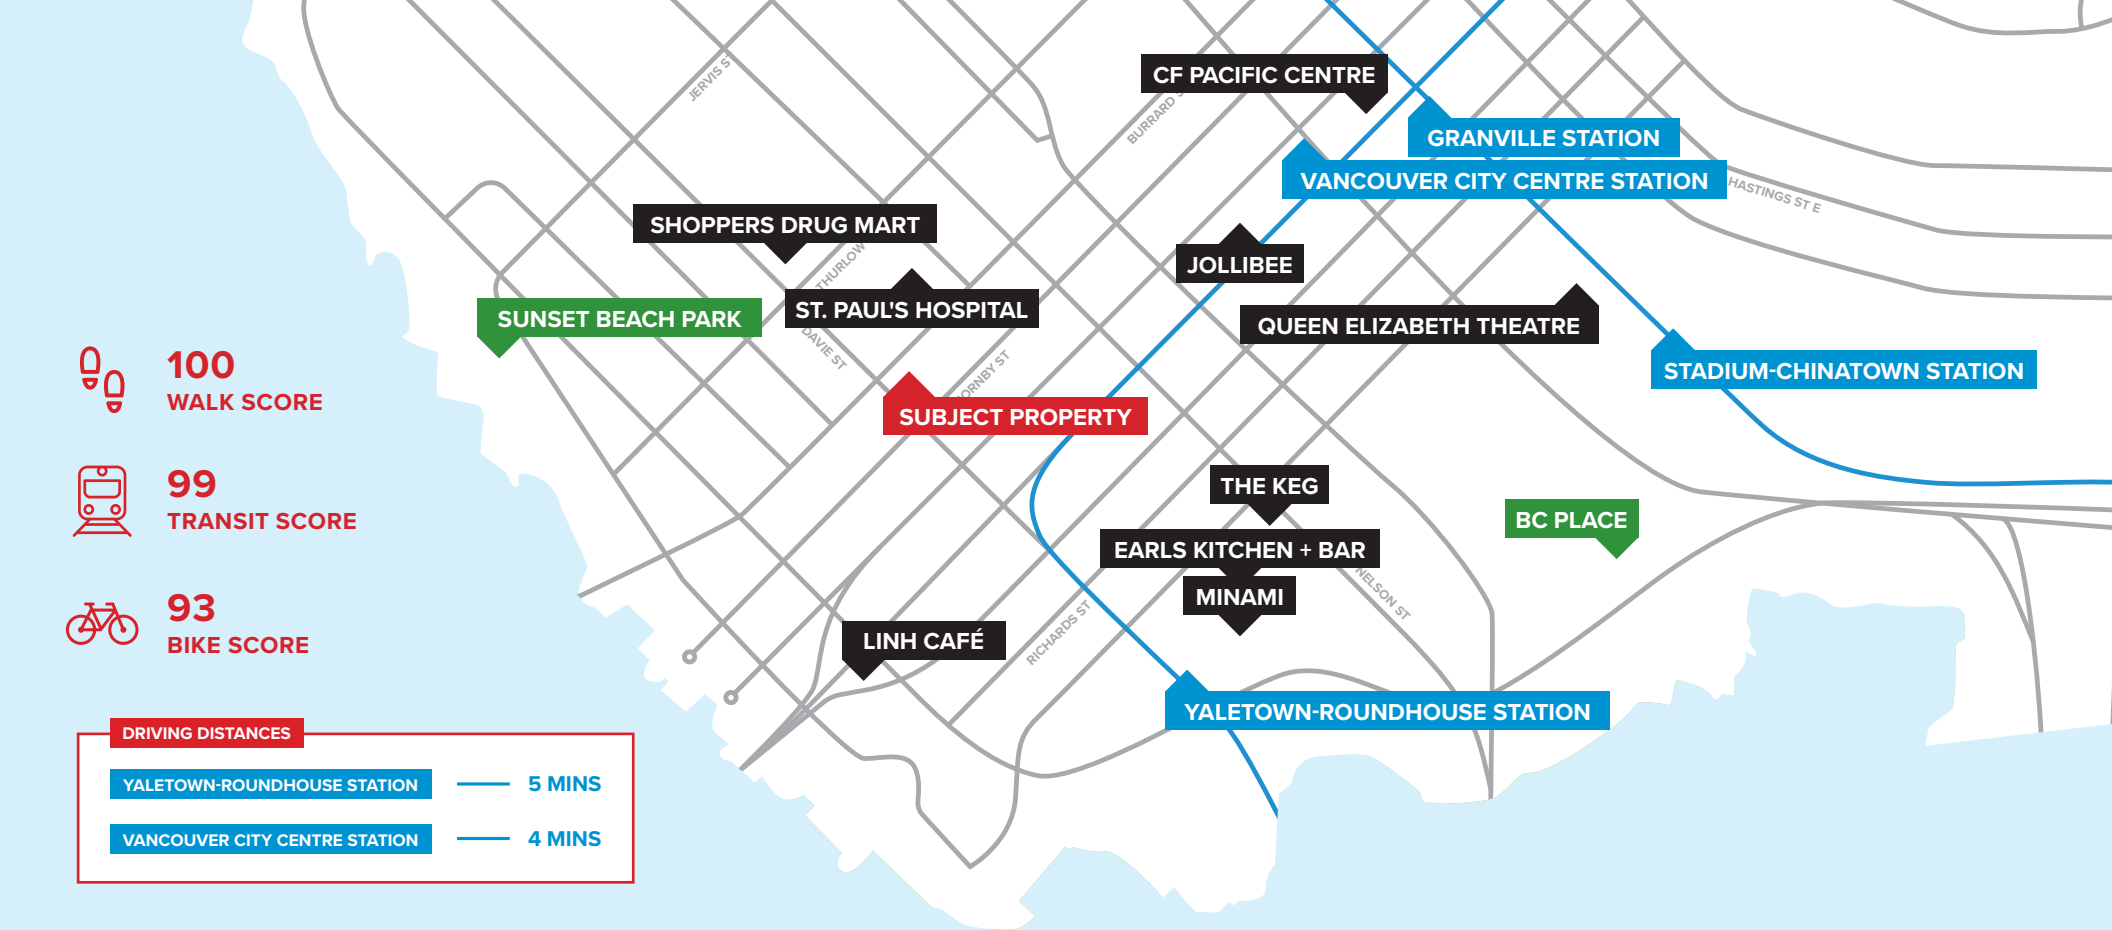 JERVIS ST
CF PACIFIC CENTRE
BURRARD S
GRANVILLE STATION
VANCOUVER CITY CENTRE STATION
HASTINGS ST E
SHOPPERS DRUG MART
THURLOW
JOLLIBEE
ST. PAUL'S HOSPITAL
SUNSET BEACH PARK
QUEEN ELIZABETH THEATRE
DAVIE ST
ORNBY ST
STADIUM-CHINATOWN STATION
SUBJECT PROPERTY
100
WALK SCORE
99
TRANSIT SCORE
93
BIKE SCORE
THE KEG
BC PLACE
EARLS KITCHEN + BAR
MINAMI
NELSON ST
RICHARDS ST
LINH CAFÉ
YALETOWN-ROUNDHOUSE STATION
DRIVING DISTANCES
YALETOWN-ROUNDHOUSE STATION 5 MINS
VANCOUVER CITY CENTRE STATION 4 MINS